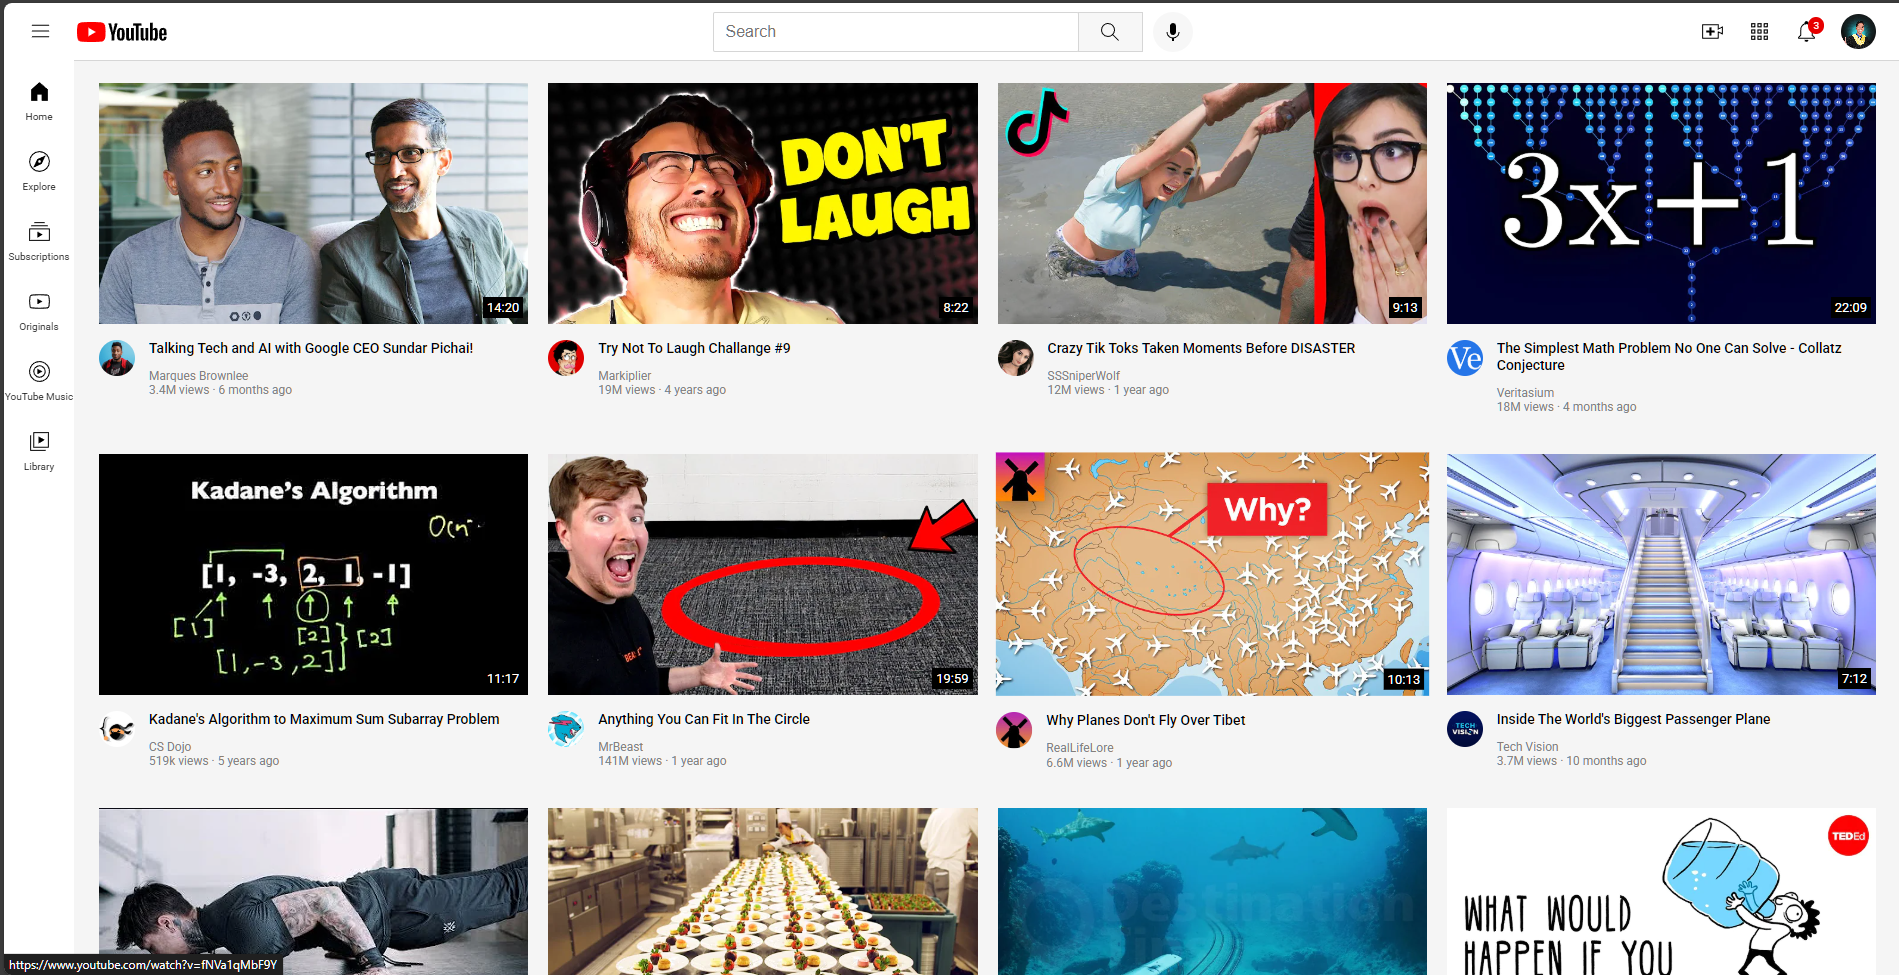 YouTube
Search
3
Home
Explore
Subscriptions
Originals
YouTube Music
Library
DON'T
LAUGH
3x+1
14:20
8:22
9:13
22:09
Talking Tech and AI with Google CEO Sundar Pichai!
Marques Brownlee
3.4M views · 6 months ago
Try Not To Laugh Challange #9
Markiplier
19M views · 4 years ago
Crazy Tik Toks Taken Moments Before DISASTER
SSSniperWolf
12M views · 1 year ago
Ve
The Simplest Math Problem No One Can Solve - Collatz
Conjecture
Veritasium
18M views · 4 months ago
Kadane's Algorithm
[1, -3, 2, 1, -1]
[1]
[2]
[2]
[1, -3, 2]
11:17
19:59
Why?
10:13
7:12
Kadane's Algorithm to Maximum Sum Subarray Problem
CS Dojo
519k views · 5 years ago
Anything You Can Fit In The Circle
MrBeast
141M views · 1 year ago
Why Planes Don't Fly Over Tibet
RealLifeLore
6.6M views · 1 year ago
TECH
VISION
Inside The World's Biggest Passenger Plane
Tech Vision
3.7M views · 10 months ago
Destination
TEDEd
WHAT WOULD
HAPPEN IF YOU
https://www.youtube.com/watch?v=fNVa1qMbF9Y